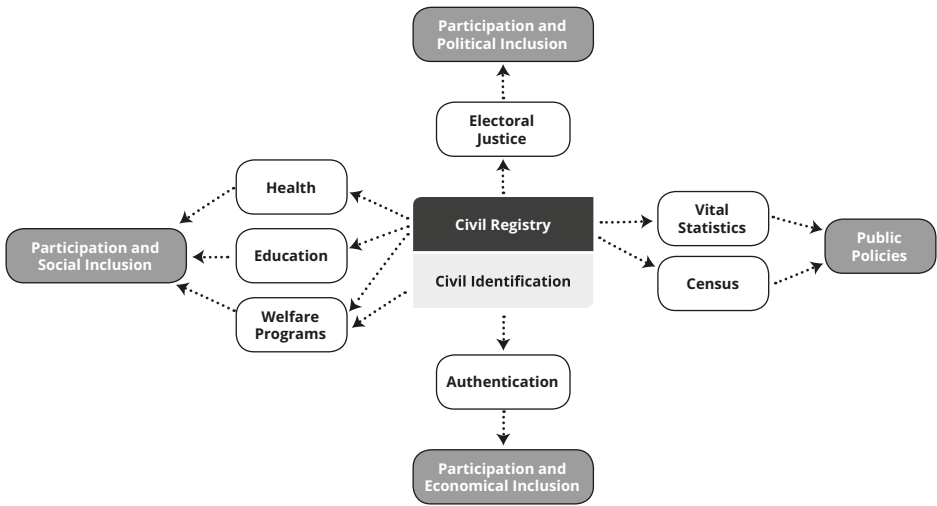 Participation and
Political Inclusion
Electoral
Justice
Health
Education
Welfare
Programs
Participation and
Social Inclusion
Civil Registry
Civil Identification
Vital
Statistics
Census
Public
Policies
Authentication
Participation and
Economical Inclusion